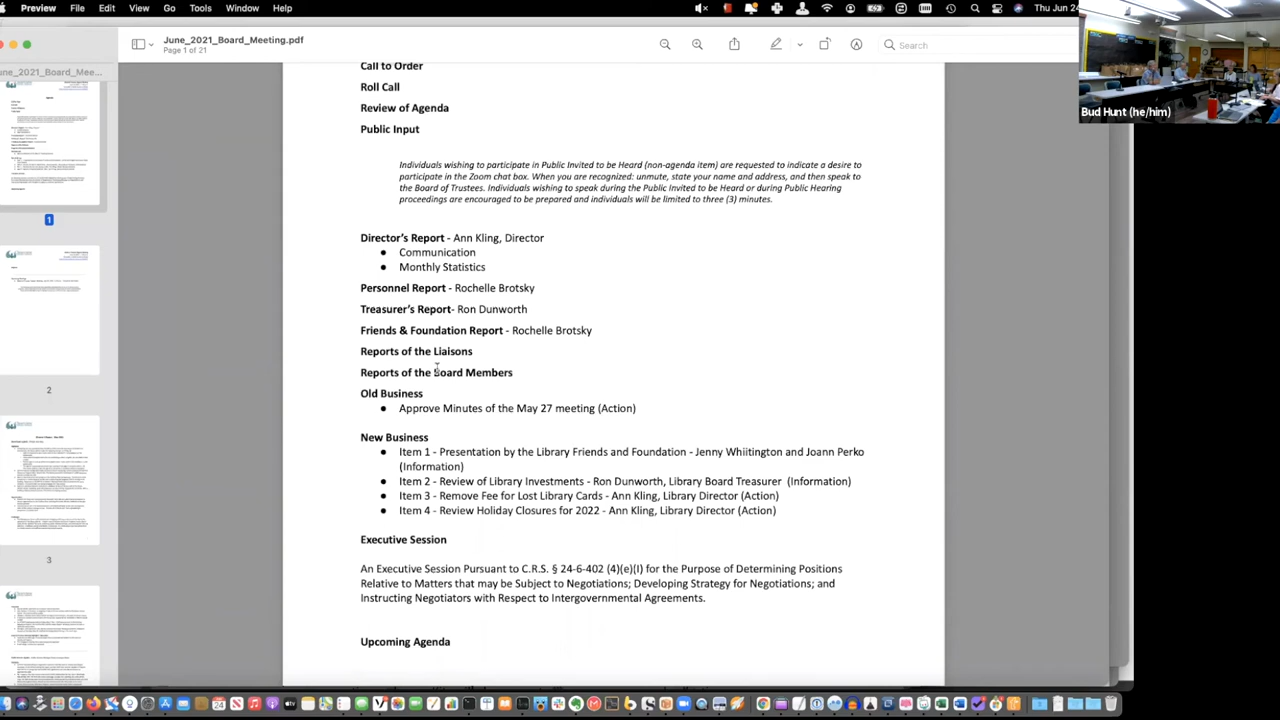 Preview File Edit View Go Tools Window Help
Thu Jun 24
June_2021_Board_Meeting.pdf
Page 1 of 21
Search
une_2021_Board_Mee...
Bud Hunt (he/him)
1
2
3
Call to Order
Roll Call
Review of Agenda
Public Input
Individuals wishing to participate in Public Invited to be Heard (non-agenda item) are requested to indicate a desire to
participate in the Zoom chat box. When you are recognized: unmute, state your name and address, and then speak to
the Board of Trustees. Individuals wishing to speak during the Public Invited to be Heard or during Public Hearing
proceedings are encouraged to be prepared and individuals will be limited to three (3) minutes.
Director's Report - Ann Kling, Director
● Communication
● Monthly Statistics
Personnel Report - Rochelle Brotsky
Treasurer's Report- Ron Dunworth
Friends & Foundation Report - Rochelle Brotsky
Reports of the Liaisons
Reports of the Board Members
Old Business
● Approve Minutes of the May 27 meeting (Action)
New Business
● Item 1 - Presentation by the Library Friends and Foundation - Jenny Whiitington and Joann Perko
(Information)
● Item 2 - Review of Library Investments - Ron Dunworth, Library Board Treasurer (Information)
● Item 3 - Remove Fee for Lost Library Cards - Ann Kling, Library Director (Action)
● Item 4 - Review Holiday Closures for 2022 - Ann Kling, Library Director (Action)
Executive Session
An Executive Session Pursuant to C.R.S. § 24-6-402 (4)(e)(I) for the Purpose of Determining Positions
Relative to Matters that may be Subject to Negotiations; Developing Strategy for Negotiations; and
Instructing Negotiators with Respect to Intergovernmental Agreements.
Upcoming Agenda